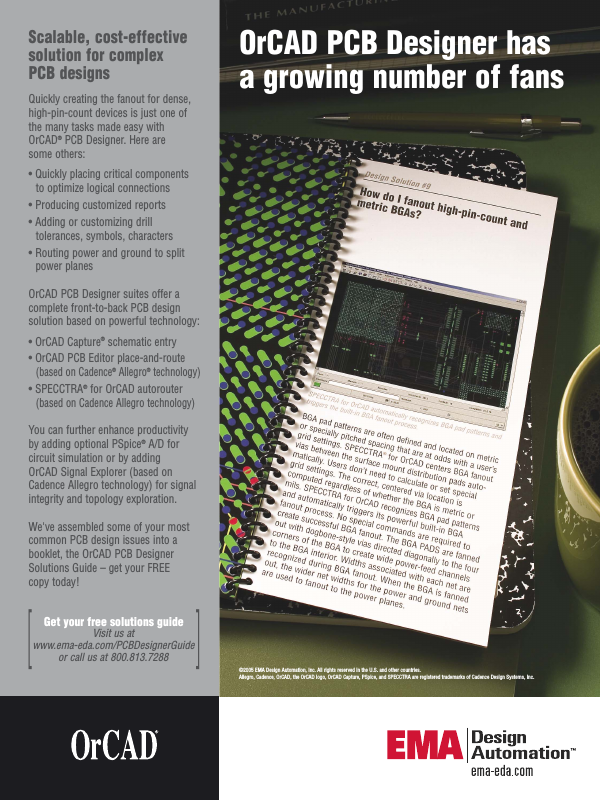 THE MANUFACTURING
OrCAD PCB Designer has
a growing number of fans
Scalable, cost-effective
solution for complex
PCB designs
Quickly creating the fanout for dense,
high-pin-count devices is just one of
the many tasks made easy with
OrCAD® PCB Designer. Here are
some others:
• Quickly placing critical components
to optimize logical connections
• Producing customized reports
• Adding or customizing drill
tolerances, symbols, characters
• Routing power and ground to split
power planes
OrCAD PCB Designer suites offer a
complete front-to-back PCB design
solution based on powerful technology:
• OrCAD Capture® schematic entry
• OrCAD PCB Editor place-and-route
(based on Cadence® Allegro® technology)
• SPECCTRA® for OrCAD autorouter
(based on Cadence Allegro technology)
You can further enhance productivity
by adding optional PSpice® A/D for
circuit simulation or by adding
OrCAD Signal Explorer (based on
Cadence Allegro technology) for signal
integrity and topology exploration.
We've assembled some of your most
common PCB design issues into a
booklet, the OrCAD PCB Designer
Solutions Guide – get your FREE
copy today!
Get your free solutions guide
Visit us at
www.ema-eda.com/PCBDesignerGuide
or call us at 800.813.7288
Design Solution #9
How do I fanout high-pin-count and
metric BGAs?
SPECCTRA for OrCAD automatically recognizes BGA pad patterns and
triggers the built-in BGA fanout process
BGA pad patterns are often defined and located on metric
or specially pitched spacing that are at odds with a user's
grid settings. SPECCTRA® for OrCAD centers BGA fanout
vias between the surface mount distribution pads auto-
matically. Users don't need to calculate or set special
grid settings. The correct, centered via location is
computed regardless of whether the BGA is metric or
mils. SPECCTRA for OrCAD recognizes BGA pad patterns
and automatically triggers its powerful built-in BGA
fanout process. No special commands are required to
create successful BGA fanout. The BGA PADS are fanned
out with dogbone-style vias directed diagonally to the four
corners of the BGA to create wide power-feed channels
to the BGA interior. Widths associated with each net are
recognized during BGA fanout. When the BGA is fanned
out, the wider net widths for the power and ground nets
are used to fanout to the power planes.
©2005 EMA Design Automation, Inc. All rights reserved in the U.S. and other countries.
Allegro, Cadence, OrCAD, the OrCAD logo, OrCAD Capture, PSpice, and SPECCTRA are registered trademarks of Cadence Design Systems, Inc.
OrCAD®
EMA Design
Automation™
ema-eda.com